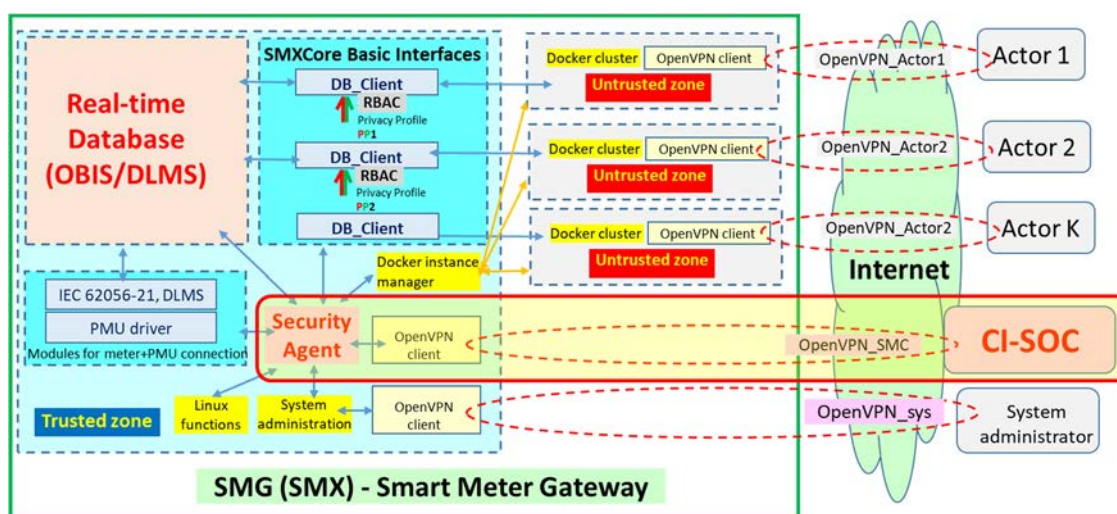 SMXCore Basic Interfaces
Real-time
Database
(OBIS/DLMS)
DB_Client
RBAC
Privacy Profile
PP1
DB_Client
RBAC
Privacy Profile
PP2
DB_Client
Docker cluster
OpenVPN client
Untrusted zone
OpenVPN_Actor1
Actor 1
Docker cluster
OpenVPN client
Untrusted zone
OpenVPN_Actor2
Actor 2
Docker cluster
OpenVPN client
Untrusted zone
OpenVPN_Actor2
Actor K
Internet
Docker instance
manager
IEC 62056-21, DLMS
PMU driver
Modules for meter+PMU connection
Security
Agent
OpenVPN
client
OpenVPN_SMC
CI-SOC
Trusted zone
Linux
functions
System
administration
OpenVPN
client
OpenVPN_sys
System
administrator
SMG (SMX) - Smart Meter Gateway